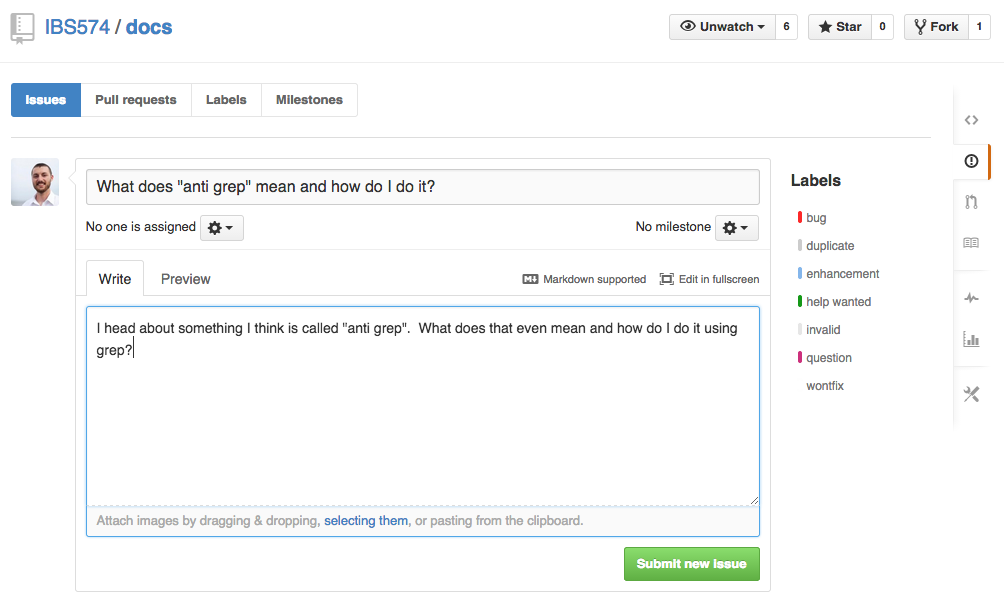 IBS574 / docs
Unwatch 6 Star 0 Fork 1
Issues Pull requests Labels Milestones
What does "anti grep" mean and how do I do it?
No one is assigned No milestone
Write Preview Markdown supported Edit in fullscreen
I head about something I think is called "anti grep".  What does that even mean and how do I do it using
grep?
Attach images by dragging & dropping, selecting them, or pasting from the clipboard.
Submit new issue
Labels
bug
duplicate
enhancement
help wanted
invalid
question
wontfix